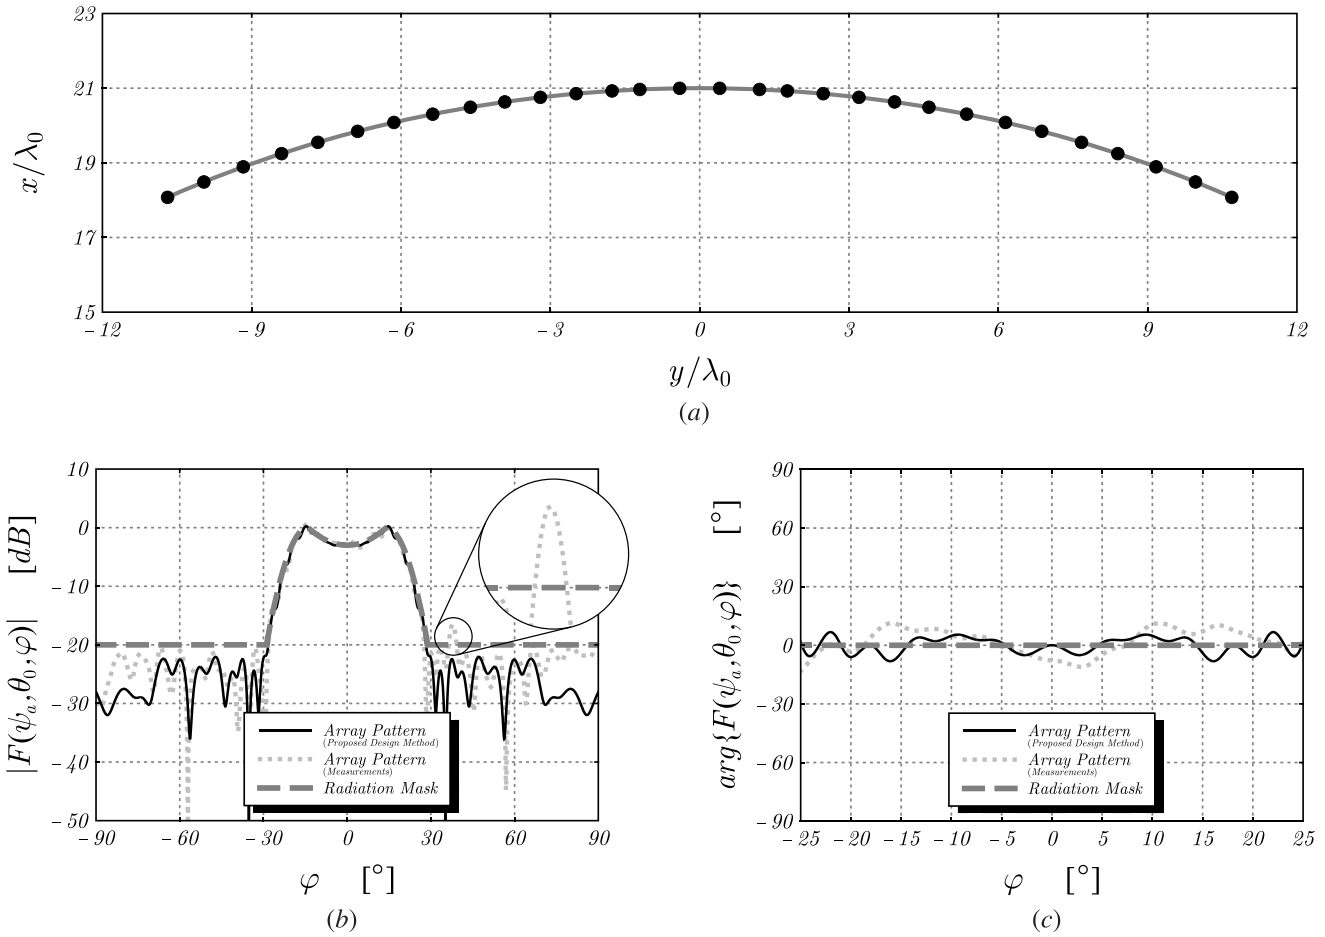 23
21
19
17
15
x/λ₀
-12 -9 -6 -3 0 3 6 9 12
y/λ₀
(a)
10
0
-10
-20
-30
-40
-50
|F(ψₐ,θ₀,φ)| [dB]
Array Pattern
(Proposed Design Method)
Array Pattern
(Measurements)
Radiation Mask
-90 -60 -30 0 30 60 90
φ [°]
(b)
90
60
30
0
-30
-60
-90
arg{F(ψₐ,θ₀,φ)} [°]
Array Pattern
(Proposed Design Method)
Array Pattern
(Measurements)
Radiation Mask
-25 -20 -15 -10 -5 0 5 10 15 20 25
φ [°]
(c)